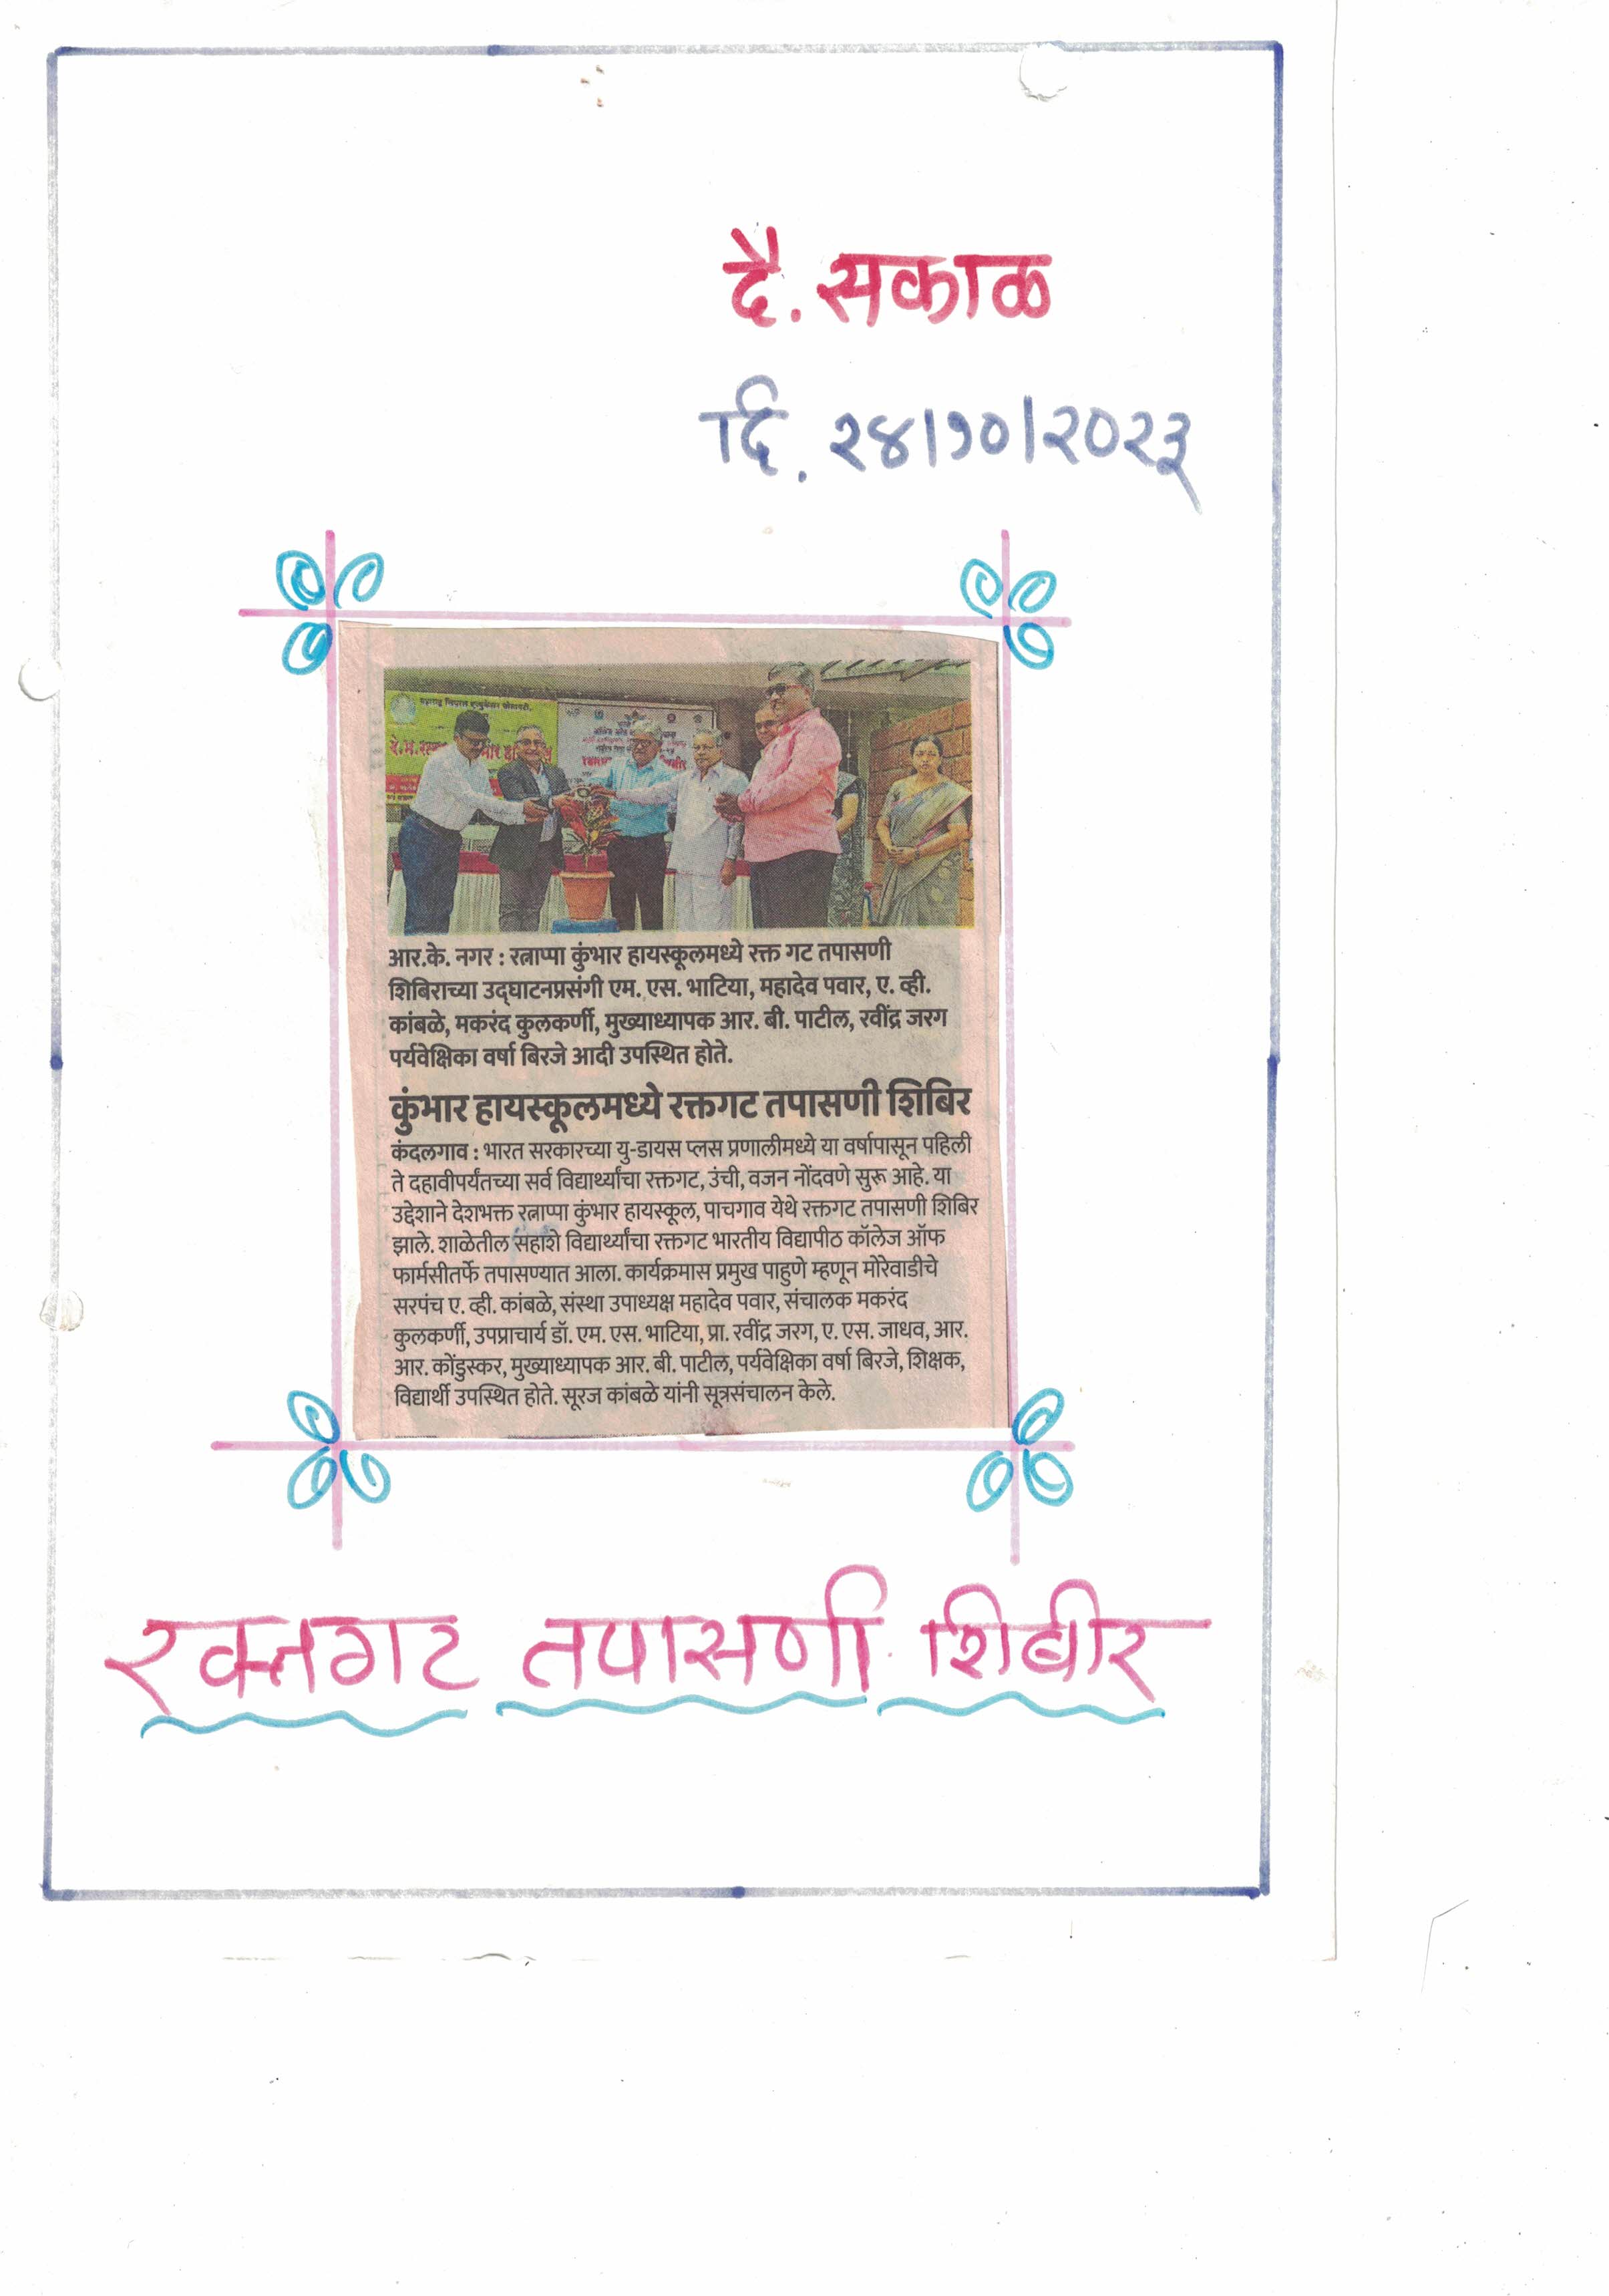 दै. सकाळ
दि. २४/१०/२०२३
आर.के. नगर : रत्नाप्पा कुंभार हायस्कूलमध्ये रक्त गट तपासणी
शिबिराच्या उद्‌घाटनप्रसंगी एम. एस. भाटिया, महादेव पवार, ए. व्ही.
कांबळे, मकरंद कुलकर्णी, मुख्याध्यापक आर. बी. पाटील, रवींद्र जरग
पर्यवेक्षिका वर्षा बिरजे आदी उपस्थित होते.
कुंभार हायस्कूलमध्ये रक्तगट तपासणी शिबिर
कंदलगाव : भारत सरकारच्या यु-डायस प्लस प्रणालीमध्ये या वर्षापासून पहिली
ते दहावीपर्यंतच्या सर्व विद्यार्थ्यांचा रक्तगट, उंची, वजन नोंदवणे सुरू आहे. या
उद्देशाने देशभक्त रत्नाप्पा कुंभार हायस्कूल, पाचगाव येथे रक्तगट तपासणी शिबिर
झाले. शाळेतील सहाशे विद्यार्थ्यांचा रक्तगट भारतीय विद्यापीठ कॉलेज ऑफ
फार्मसीतर्फे तपासण्यात आला. कार्यक्रमास प्रमुख पाहुणे म्हणून मोरेवाडीचे
सरपंच ए. व्ही. कांबळे, संस्था उपाध्यक्ष महादेव पवार, संचालक मकरंद
कुलकर्णी, उपप्राचार्य डॉ. एम. एस. भाटिया, प्रा. रवींद्र जरग, ए. एस. जाधव, आर.
आर. कोंडुस्कर, मुख्याध्यापक आर. बी. पाटील, पर्यवेक्षिका वर्षा बिरजे, शिक्षक,
विद्यार्थी उपस्थित होते. सूरज कांबळे यांनी सूत्रसंचालन केले.
रक्तगट तपासणी शिबीर